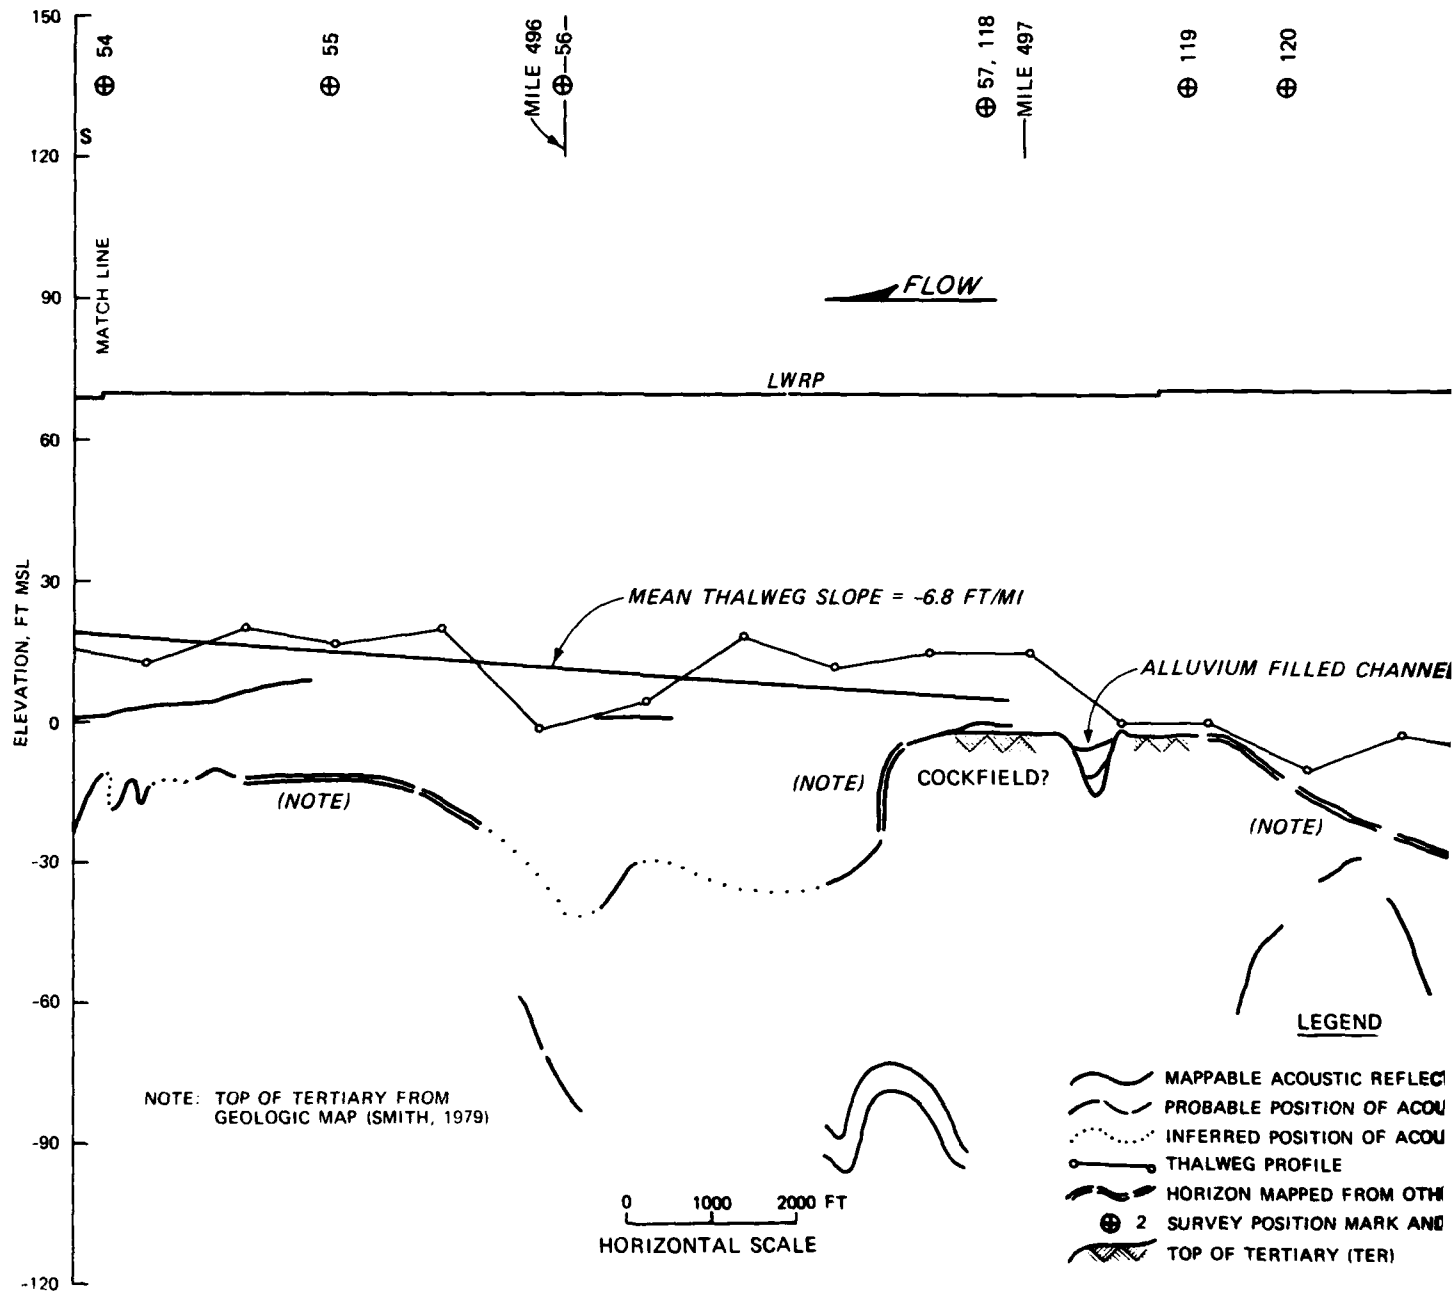 150
54
55
MILE 496
56
57, 118
MILE 497
119
120
S
120
MATCH LINE
90
FLOW
LWRP
60
ELEVATION, FT MSL
30
MEAN THALWEG SLOPE = -6.8 FT/MI
ALLUVIUM FILLED CHANNEL
0
(NOTE)
(NOTE)
COCKFIELD?
(NOTE)
-30
-60
LEGEND
NOTE: TOP OF TERTIARY FROM
GEOLOGIC MAP (SMITH, 1979)
MAPPABLE ACOUSTIC REFLECT
PROBABLE POSITION OF ACOU
INFERRED POSITION OF ACOU
THALWEG PROFILE
HORIZON MAPPED FROM OTH
2 SURVEY POSITION MARK AND
TOP OF TERTIARY (TER)
-90
0 1000 2000 FT
HORIZONTAL SCALE
-120